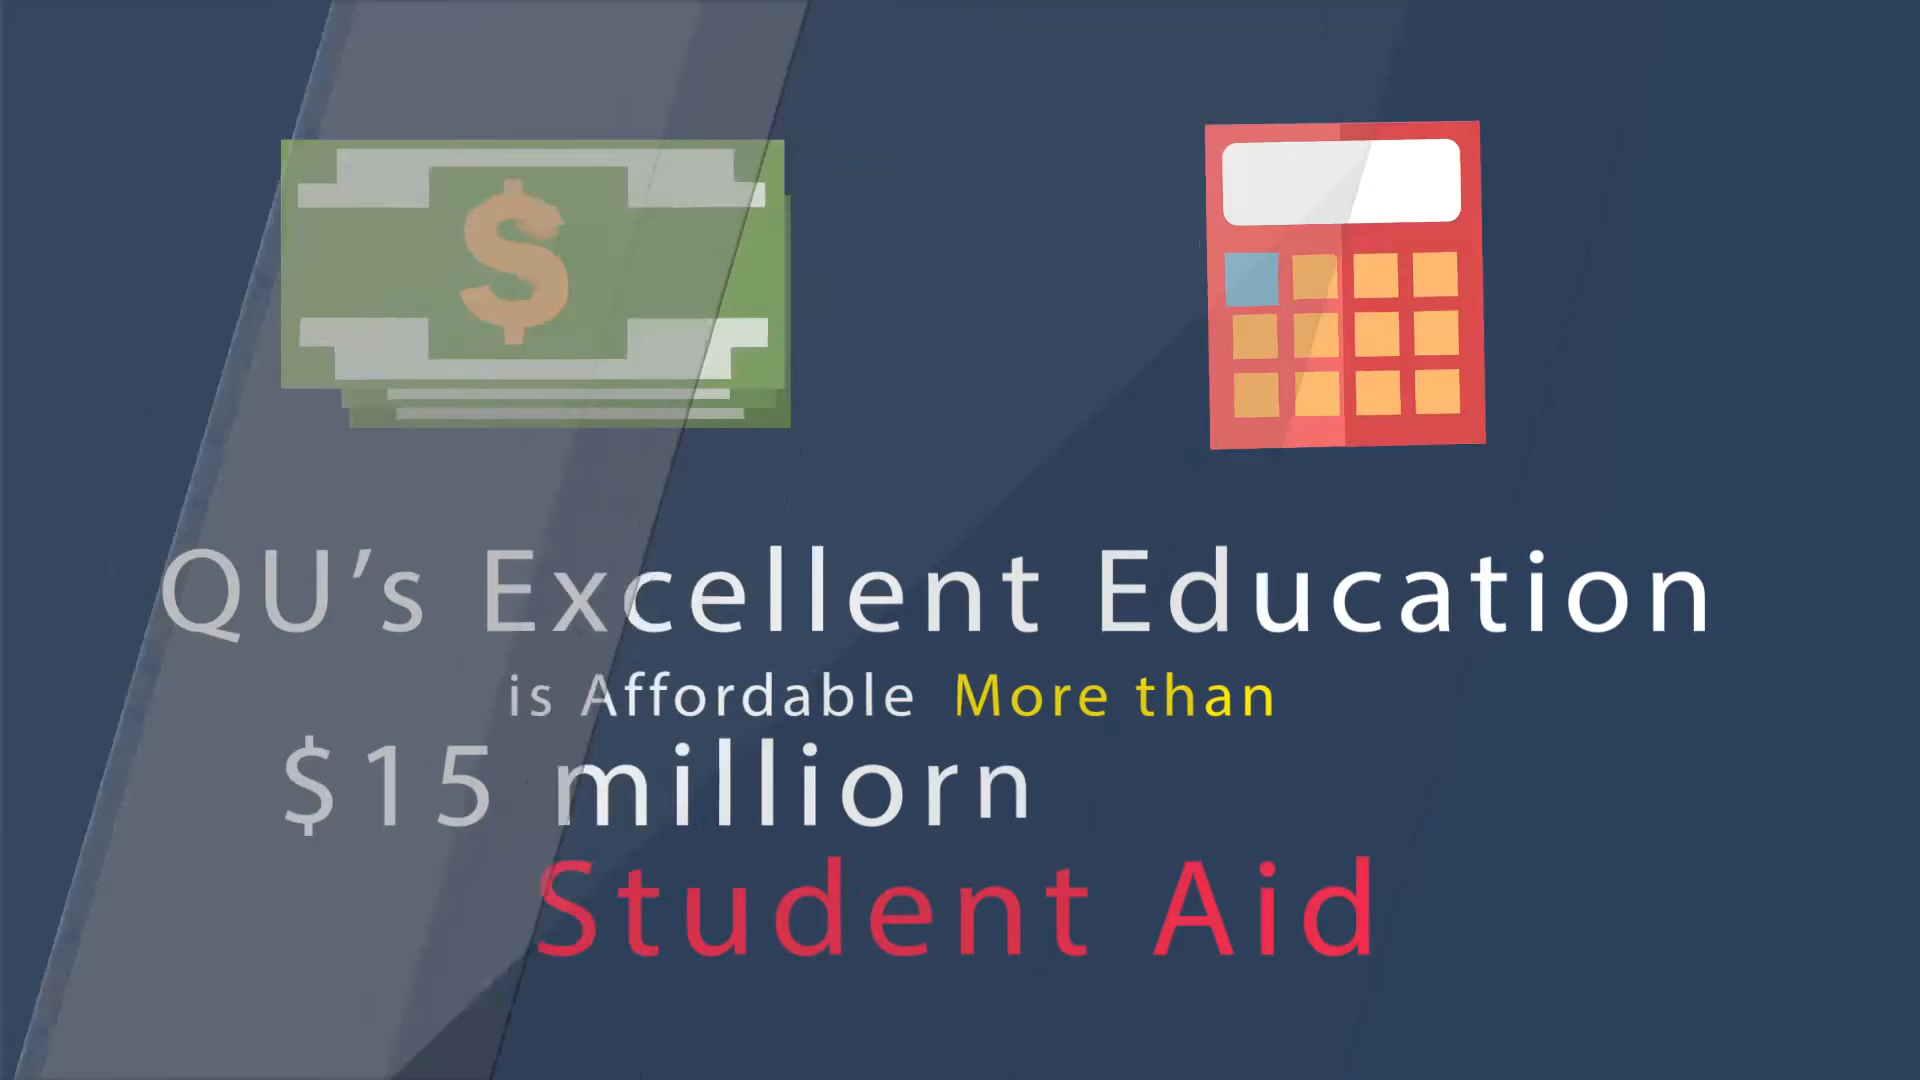 $
QU’s Excellent Education
is Affordable More than
$15 milliorn
Student Aid